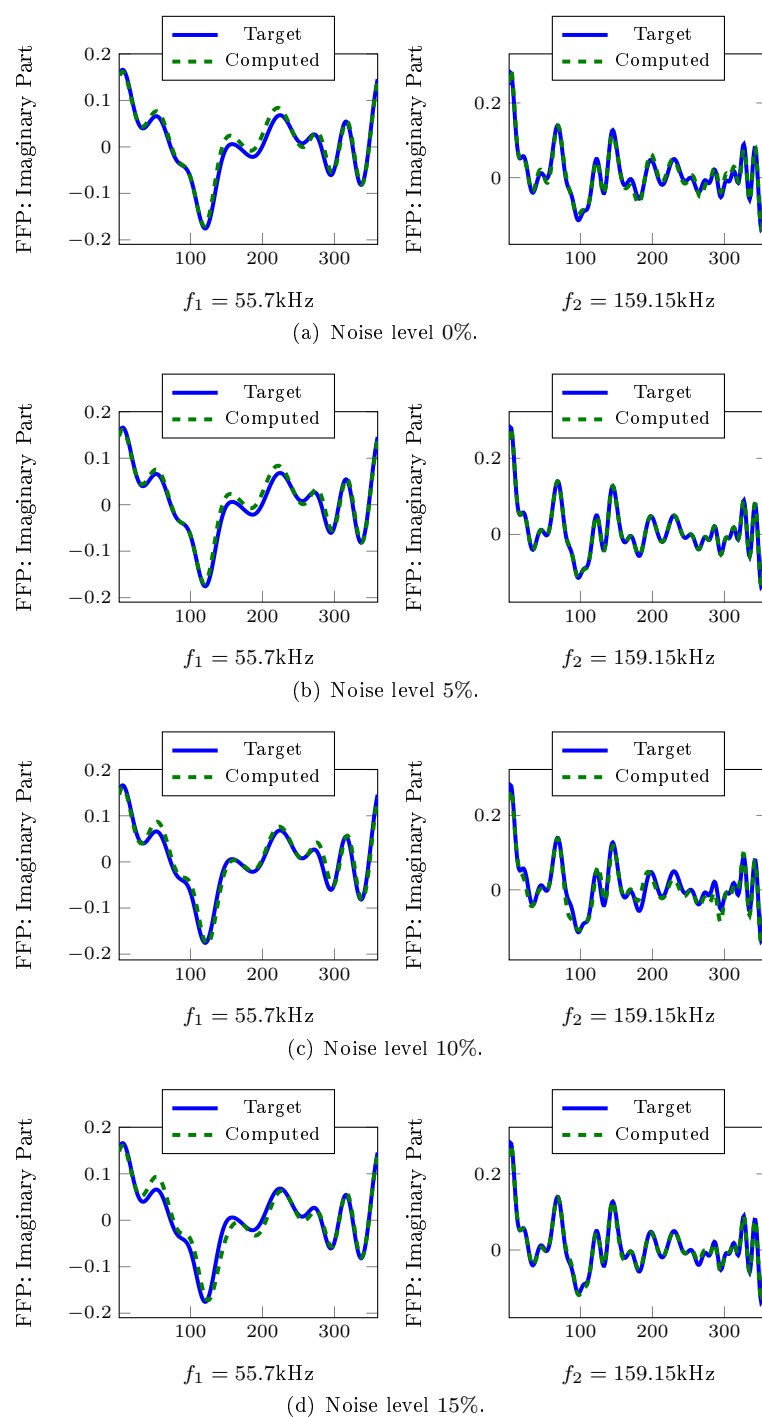 Target
Computed
FFP: Imaginary Part
0.2
0.1
0
−0.1
−0.2
100 200 300
f₁ = 55.7kHz
Target
Computed
FFP: Imaginary Part
0.2
0
100 200 300
f₂ = 159.15kHz
(a) Noise level 0%.
Target
Computed
FFP: Imaginary Part
0.2
0.1
0
−0.1
−0.2
100 200 300
f₁ = 55.7kHz
Target
Computed
FFP: Imaginary Part
0.2
0
100 200 300
f₂ = 159.15kHz
(b) Noise level 5%.
Target
Computed
FFP: Imaginary Part
0.2
0.1
0
−0.1
−0.2
100 200 300
f₁ = 55.7kHz
Target
Computed
FFP: Imaginary Part
0.2
0
100 200 300
f₂ = 159.15kHz
(c) Noise level 10%.
Target
Computed
FFP: Imaginary Part
0.2
0.1
0
−0.1
−0.2
100 200 300
f₁ = 55.7kHz
Target
Computed
FFP: Imaginary Part
0.2
0
100 200 300
f₂ = 159.15kHz
(d) Noise level 15%.